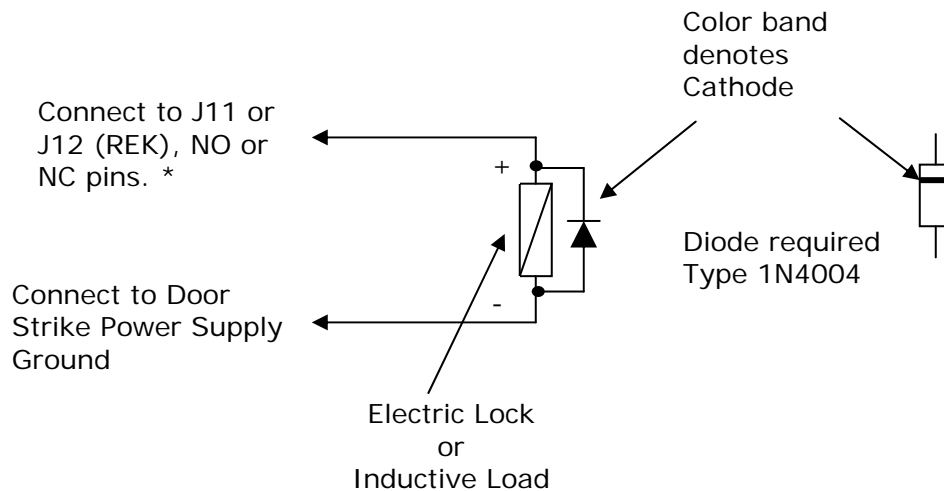 Color band
denotes
Cathode
Connect to J11 or
J12 (REK), NO or
NC pins. *
+
Diode required
Type 1N4004
Connect to Door
Strike Power Supply
Ground
-
Electric Lock
or
Inductive Load